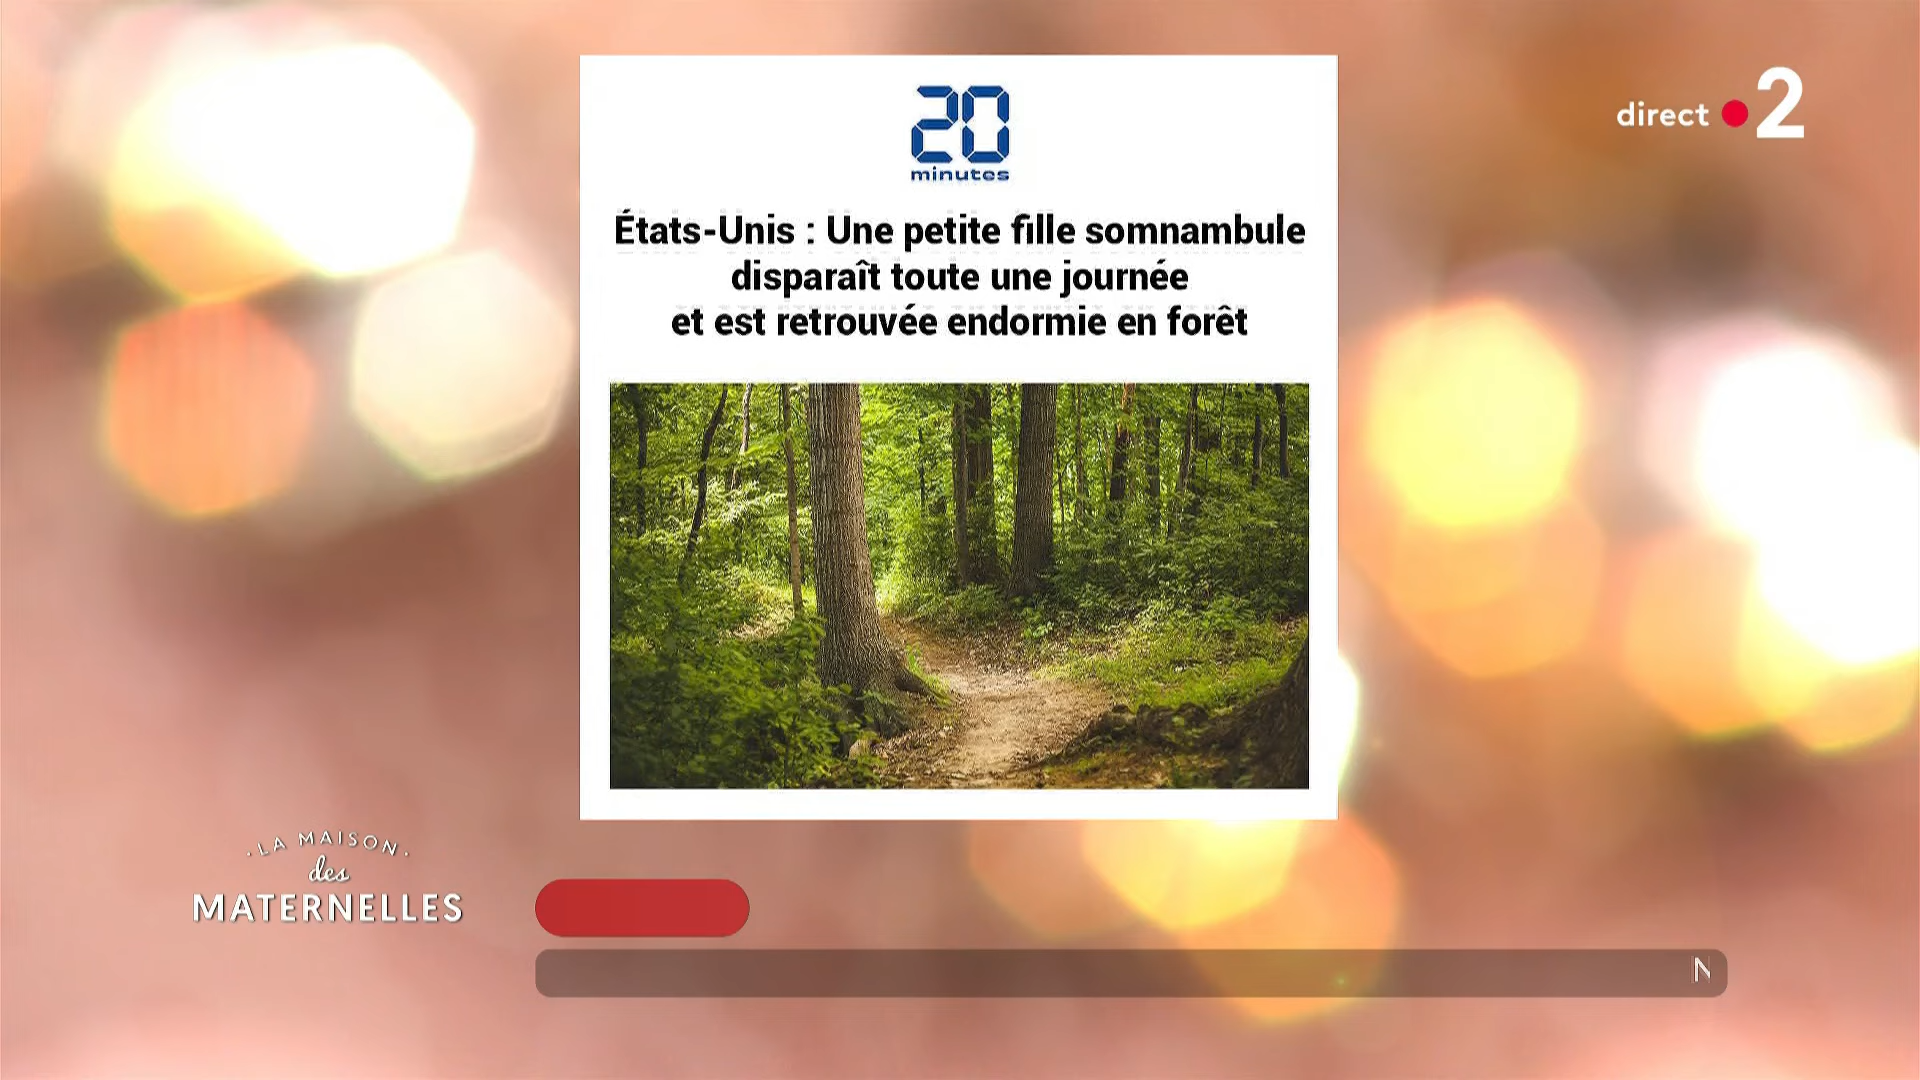 20
minutes
direct 2
États-Unis : Une petite fille somnambule
disparaît toute une journée
et est retrouvée endormie en forêt
· LA MAISON ·
des
MATERNELLES
N